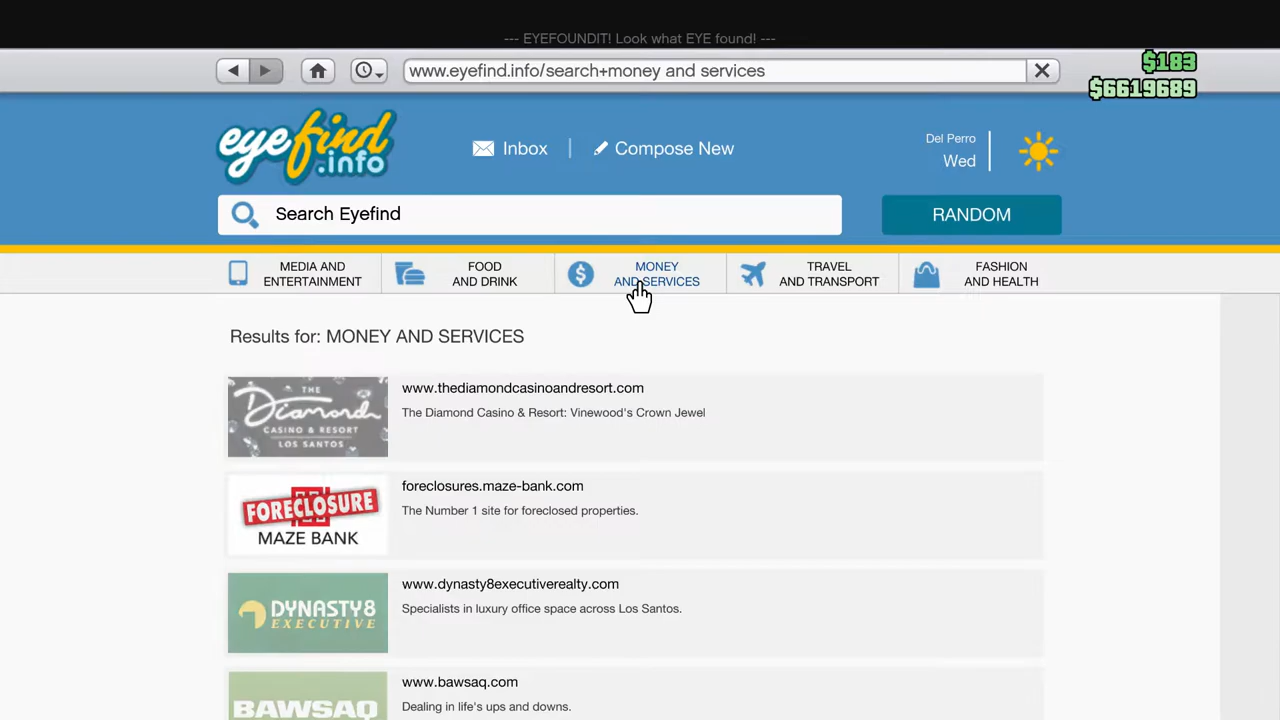 --- EYEFOUNDIT! Look what EYE found! ---
www.eyefind.info/search+money and services
$183
$6619689
eyefind
.info
Inbox
Compose New
Del Perro
Wed
Search Eyefind
RANDOM
MEDIA AND
ENTERTAINMENT
FOOD
AND DRINK
MONEY
AND SERVICES
TRAVEL
AND TRANSPORT
FASHION
AND HEALTH
Results for: MONEY AND SERVICES
THE
Diamond
CASINO & RESORT
LOS SANTOS
www.thediamondcasinoandresort.com
The Diamond Casino & Resort: Vinewood's Crown Jewel
FORECLOSURE
MAZE BANK
foreclosures.maze-bank.com
The Number 1 site for foreclosed properties.
DYNASTY8
EXECUTIVE
www.dynasty8executiverealty.com
Specialists in luxury office space across Los Santos.
BAWSAQ
www.bawsaq.com
Dealing in life's ups and downs.